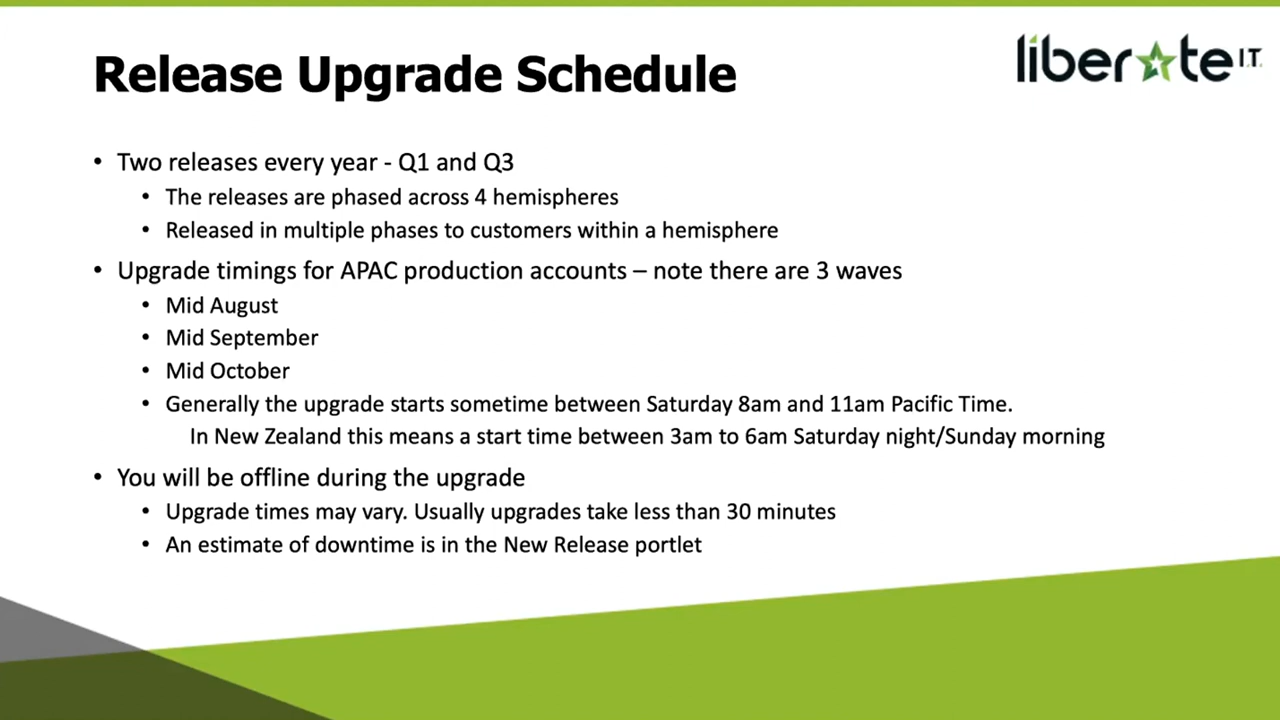 liberate I.T.
Release Upgrade Schedule
• Two releases every year - Q1 and Q3
• The releases are phased across 4 hemispheres
• Released in multiple phases to customers within a hemisphere
• Upgrade timings for APAC production accounts – note there are 3 waves
• Mid August
• Mid September
• Mid October
• Generally the upgrade starts sometime between Saturday 8am and 11am Pacific Time.
In New Zealand this means a start time between 3am to 6am Saturday night/Sunday morning
• You will be offline during the upgrade
• Upgrade times may vary. Usually upgrades take less than 30 minutes
• An estimate of downtime is in the New Release portlet